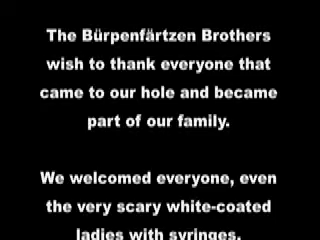 The Bürpenfärtzen Brothers
wish to thank everyone that
came to our hole and became
part of our family.
We welcomed everyone, even
the very scary white-coated
ladies with syringes.